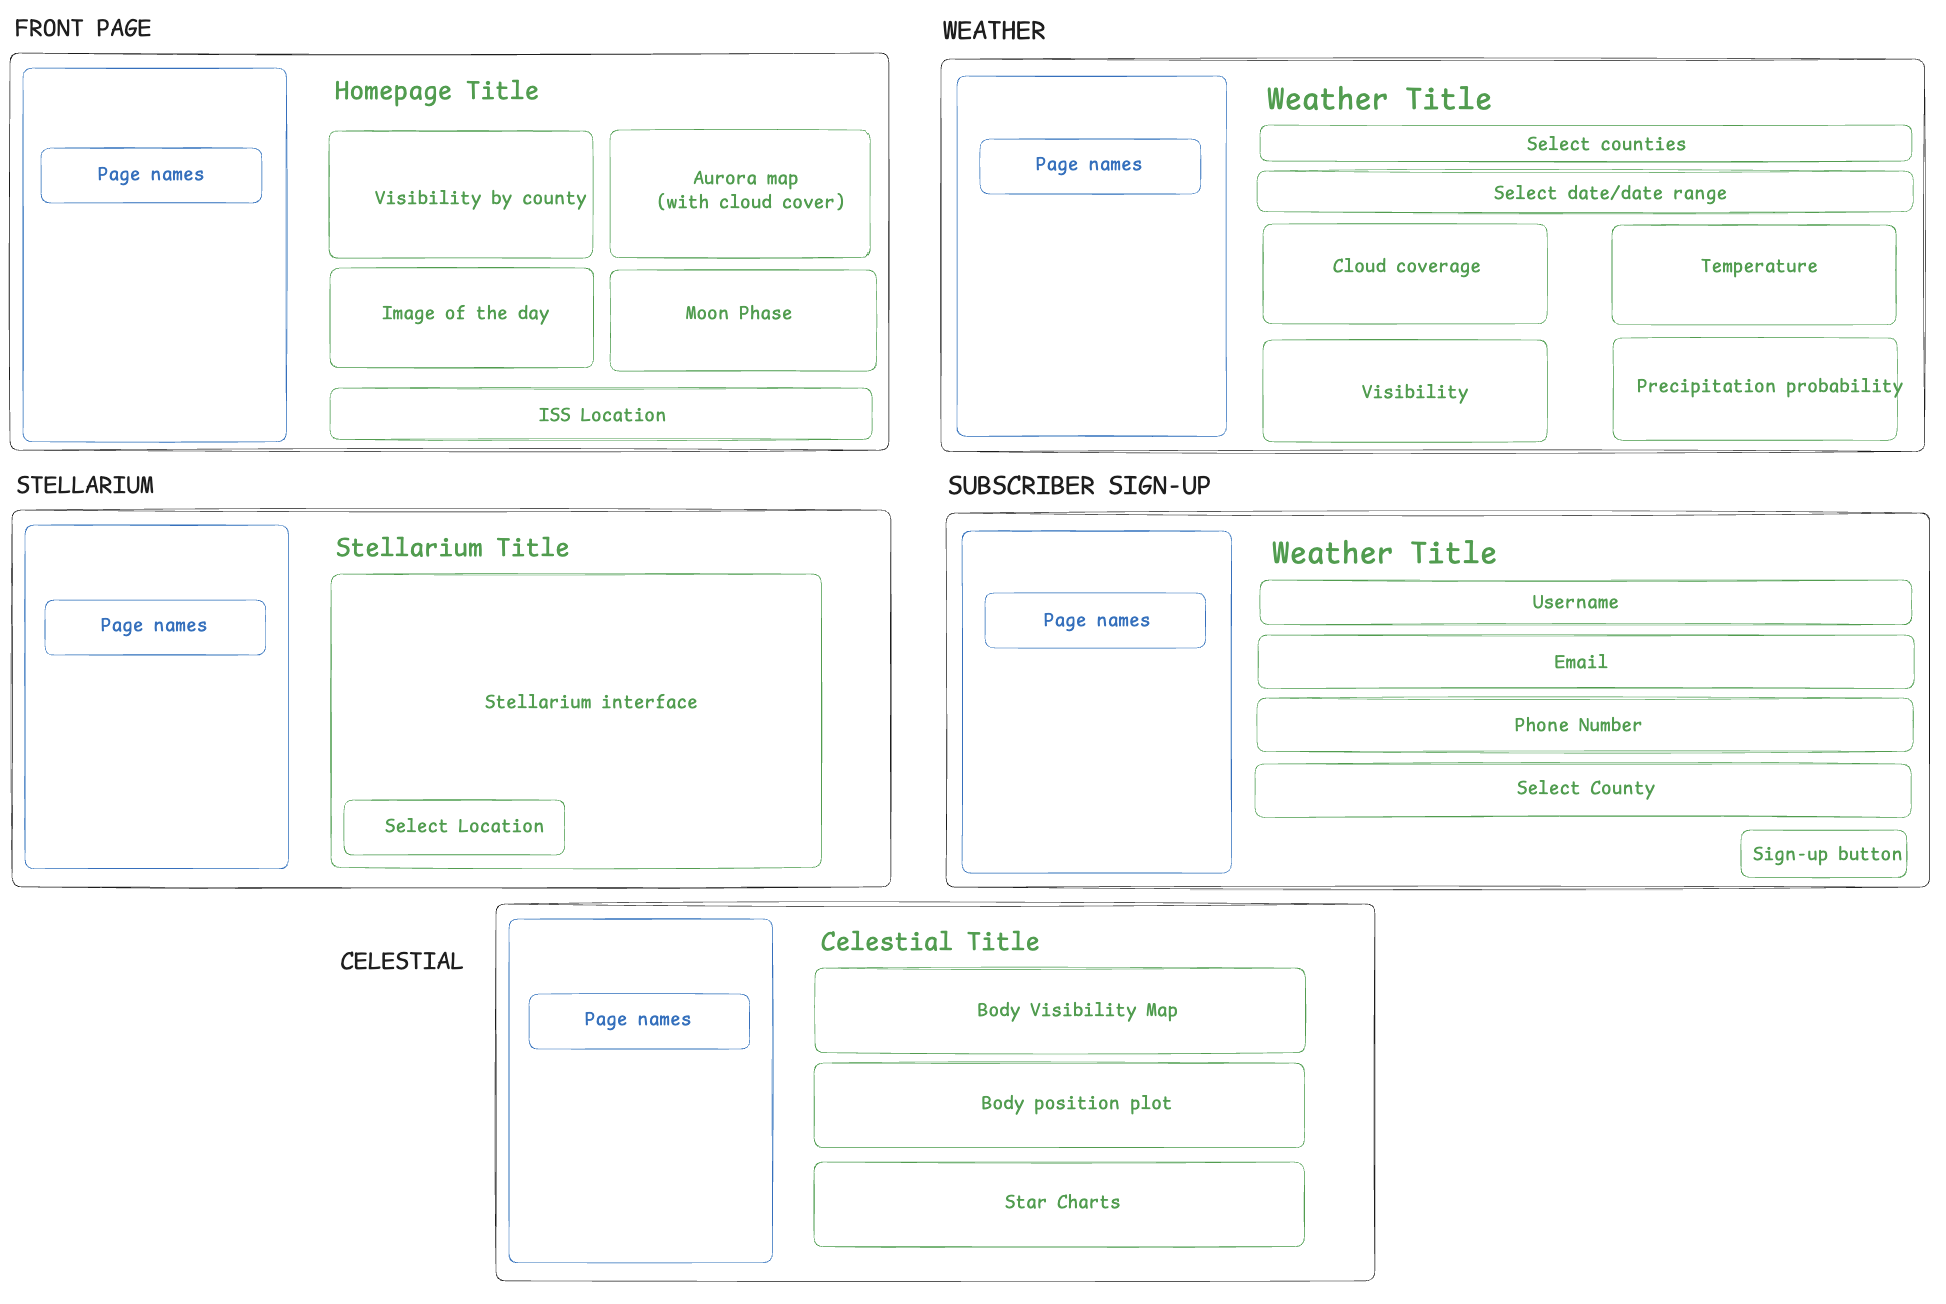 FRONT PAGE
Homepage Title
Page names
Visibility by county
Aurora map
(with cloud cover)
Image of the day
Moon Phase
ISS Location
WEATHER
Weather Title
Page names
Select counties
Select date/date range
Cloud coverage
Temperature
Visibility
Precipitation probability
STELLARIUM
Stellarium Title
Page names
Stellarium interface
Select Location
SUBSCRIBER SIGN-UP
Weather Title
Page names
Username
Email
Phone Number
Select County
Sign-up button
CELESTIAL
Celestial Title
Page names
Body Visibility Map
Body position plot
Star Charts